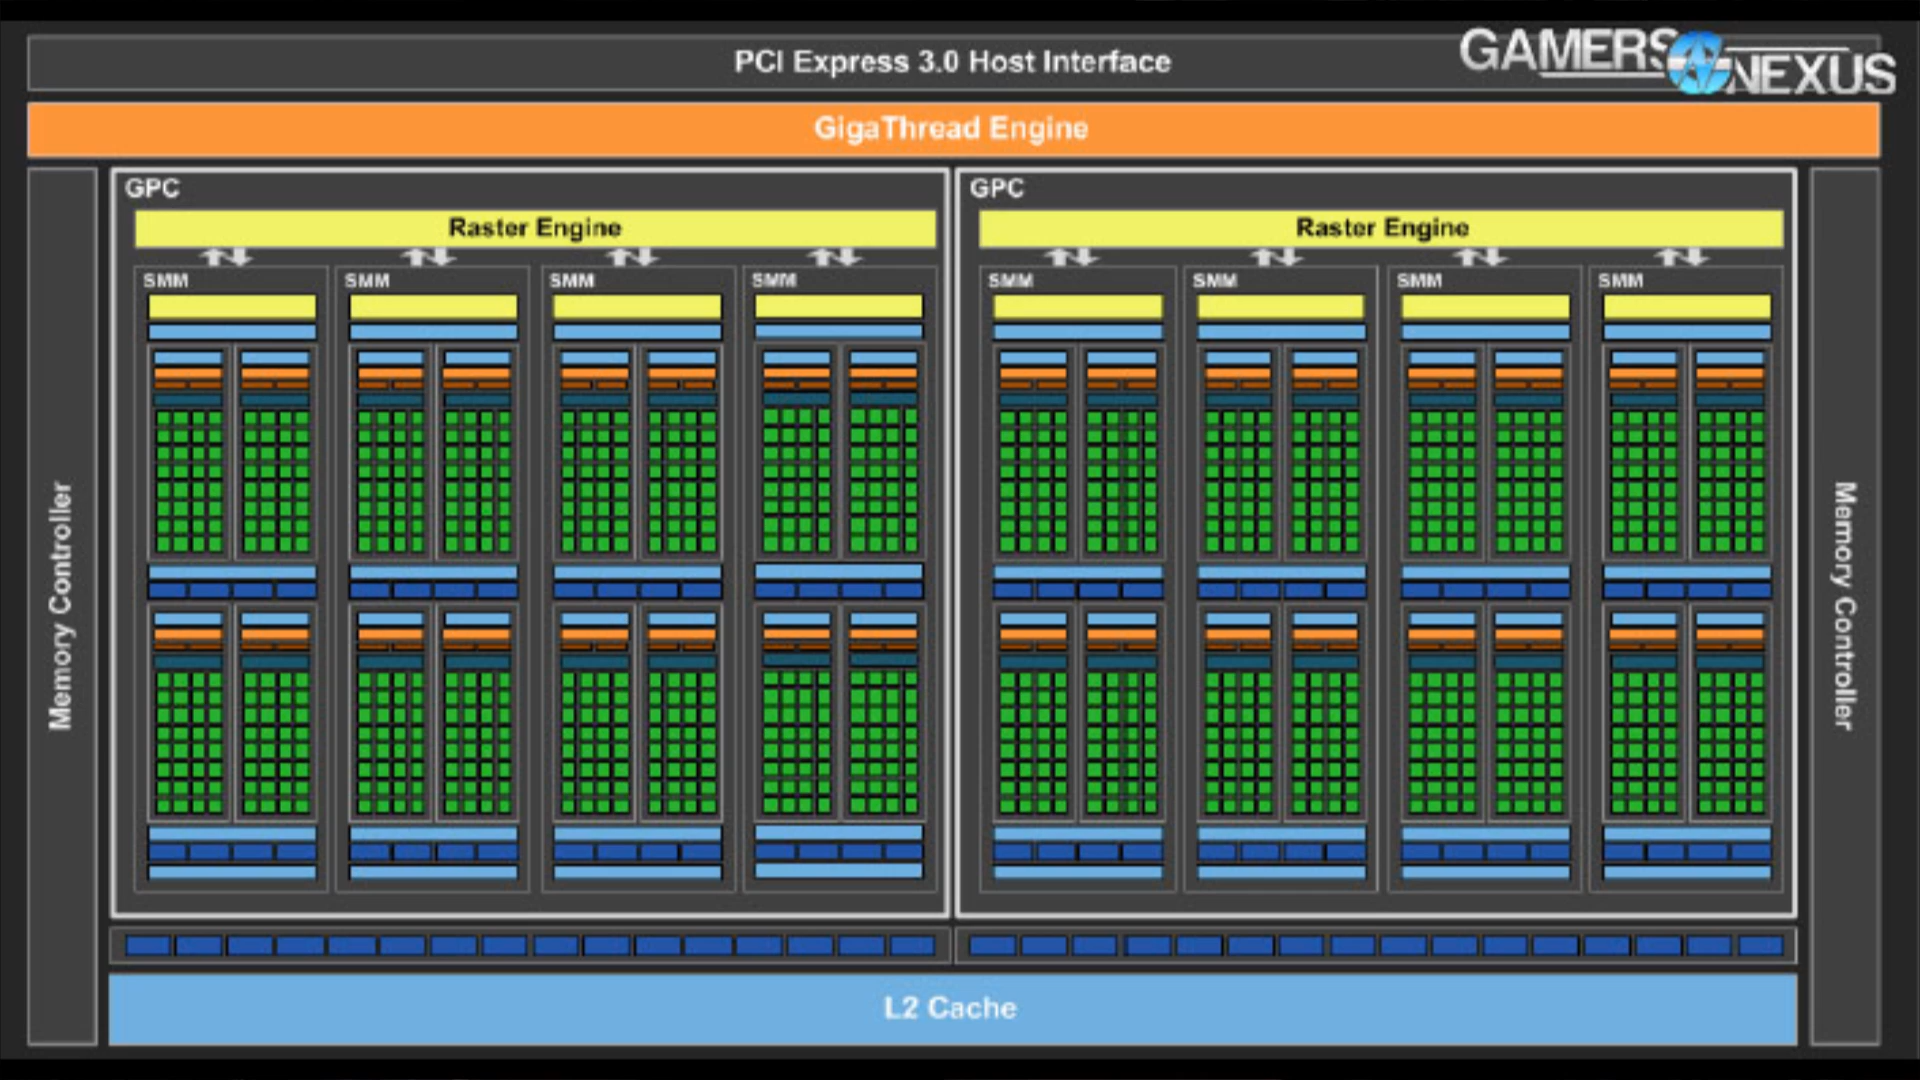 PCI Express 3.0 Host Interface
GAMERS NEXUS
GigaThread Engine
Memory Controller
GPC
Raster Engine
SMM
SMM
SMM
SMM
GPC
Raster Engine
SMM
SMM
SMM
SMM
Memory Controller
L2 Cache